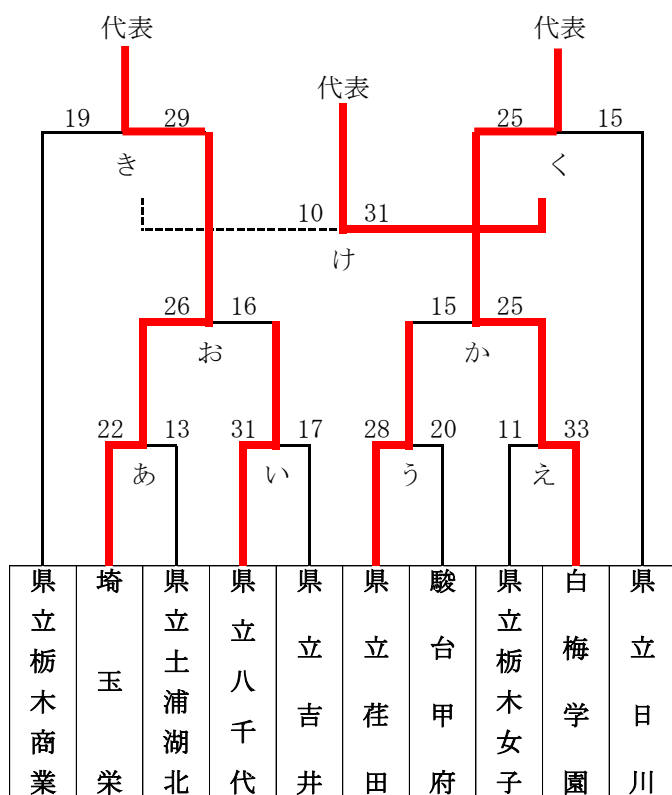 代表
代表
代表
19 29
25 15
き
く
10 31
け
26 16
15 25
お
か
22 13
31 17
28 20
11 33
あ
い
う
え
県立栃木商業
埼玉栄
県立土浦湖北
県立八千代
県立吉井
県立荏田
駿台甲府
県立栃木女子
白梅学園
県立日川